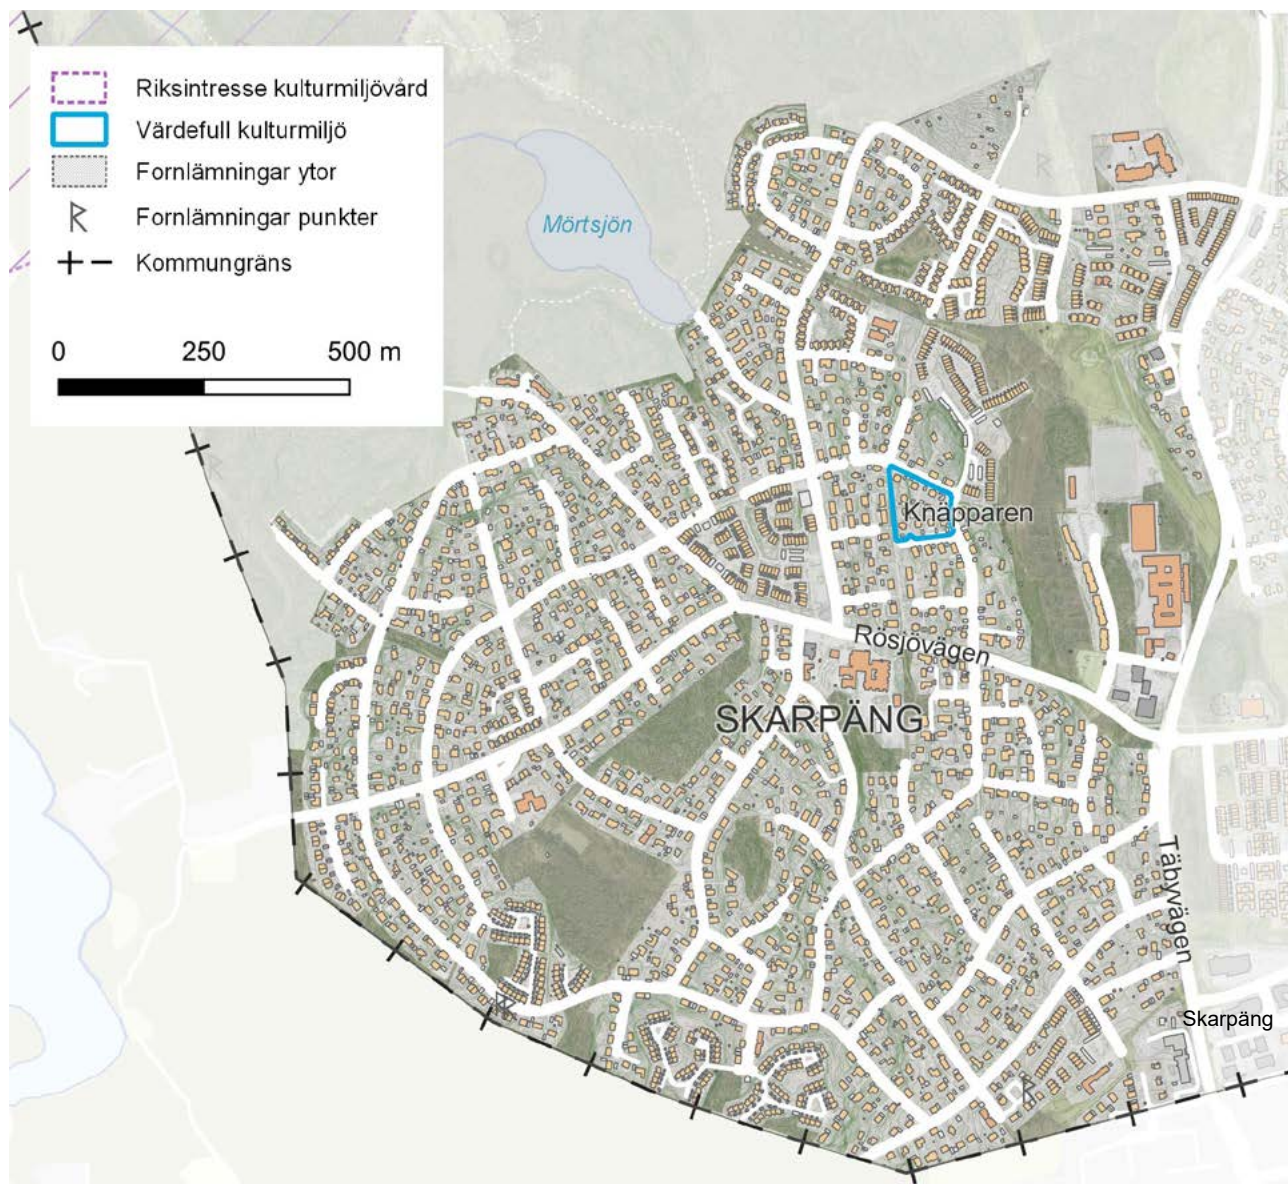 Riksintresse kulturmiljövård
Värdefull kulturmiljö
Fornlämningar ytor
Fornlämningar punkter
Kommungräns
0 250 500 m
Mörtsjön
Knäpparen
Rösjövägen
SKARPÄNG
Täbyvägen
Skarpäng